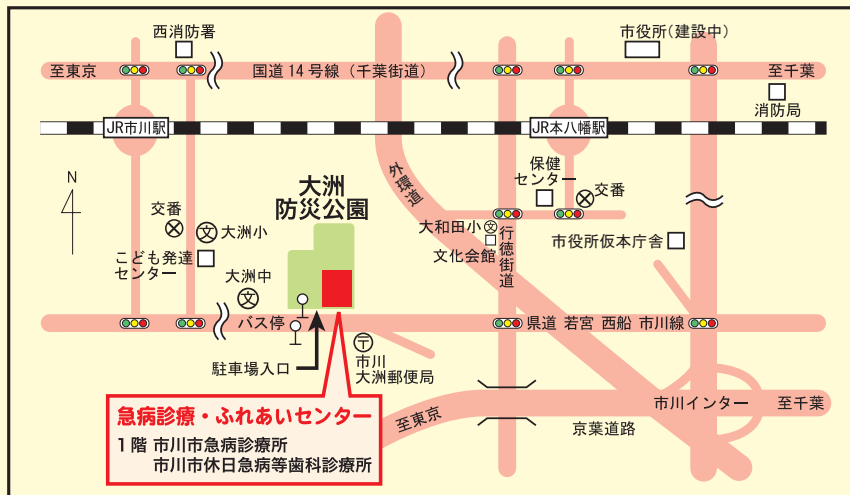 西消防署
市役所(建設中)
至東京
国道14号線(千葉街道)
至千葉
消防局
JR市川駅
JR本八幡駅
N
外環道
保健
センター
交番
大洲
防災公園
交番
文
大洲小
大和田小
文
文化会館
行徳街道
市役所仮本庁舎
こども発達
センター
大洲中
文
バス停
県道 若宮 西船 市川線
駐車場入口
〒
市川
大洲郵便局
急病診療・ふれあいセンター
1階 市川市急病診療所
市川市休日急病等歯科診療所
至東京
京葉道路
市川インター
至千葉